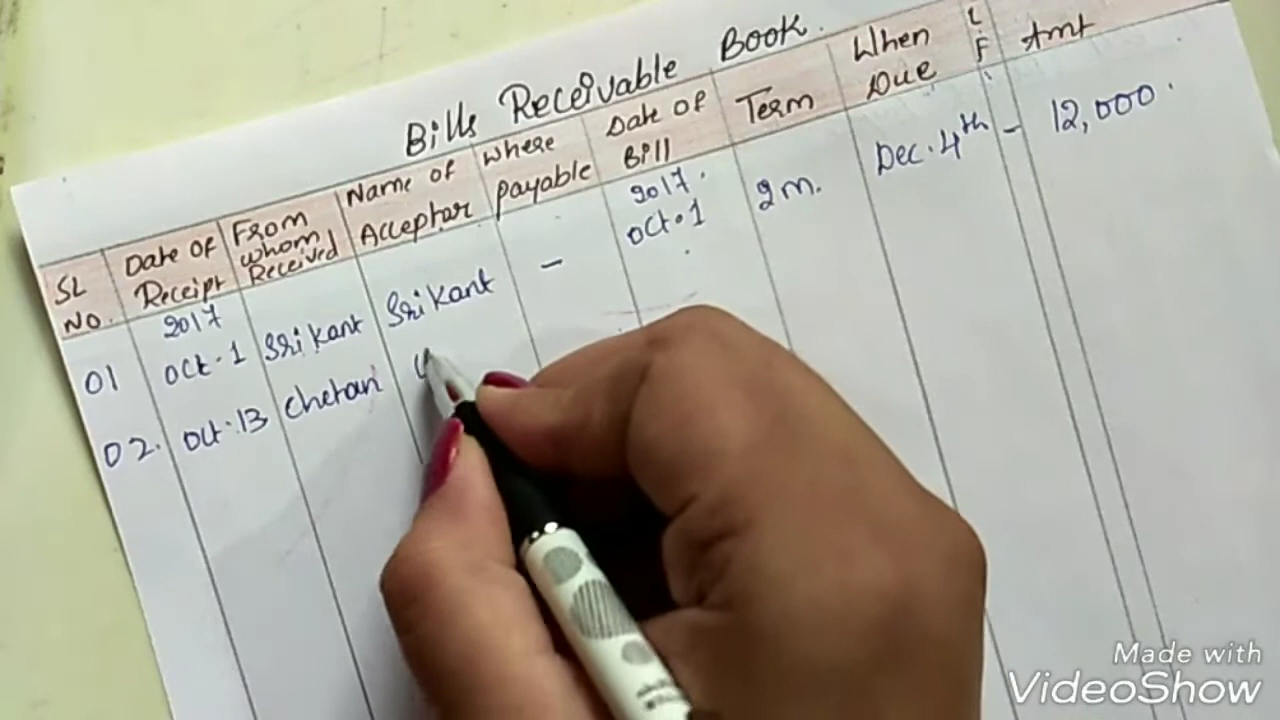 Bills Receivable Book.
SL No. Date of Receipt From whom Received Name of Acceptar where payable Date of Bill Term When Due L F Amt
01 2017 Oct. 1 Srikant Srikant - 2017. Oct. 1 2 m. Dec. 4th - 12,000.
02. Oct. 13 Chetan
Made with
VideoShow